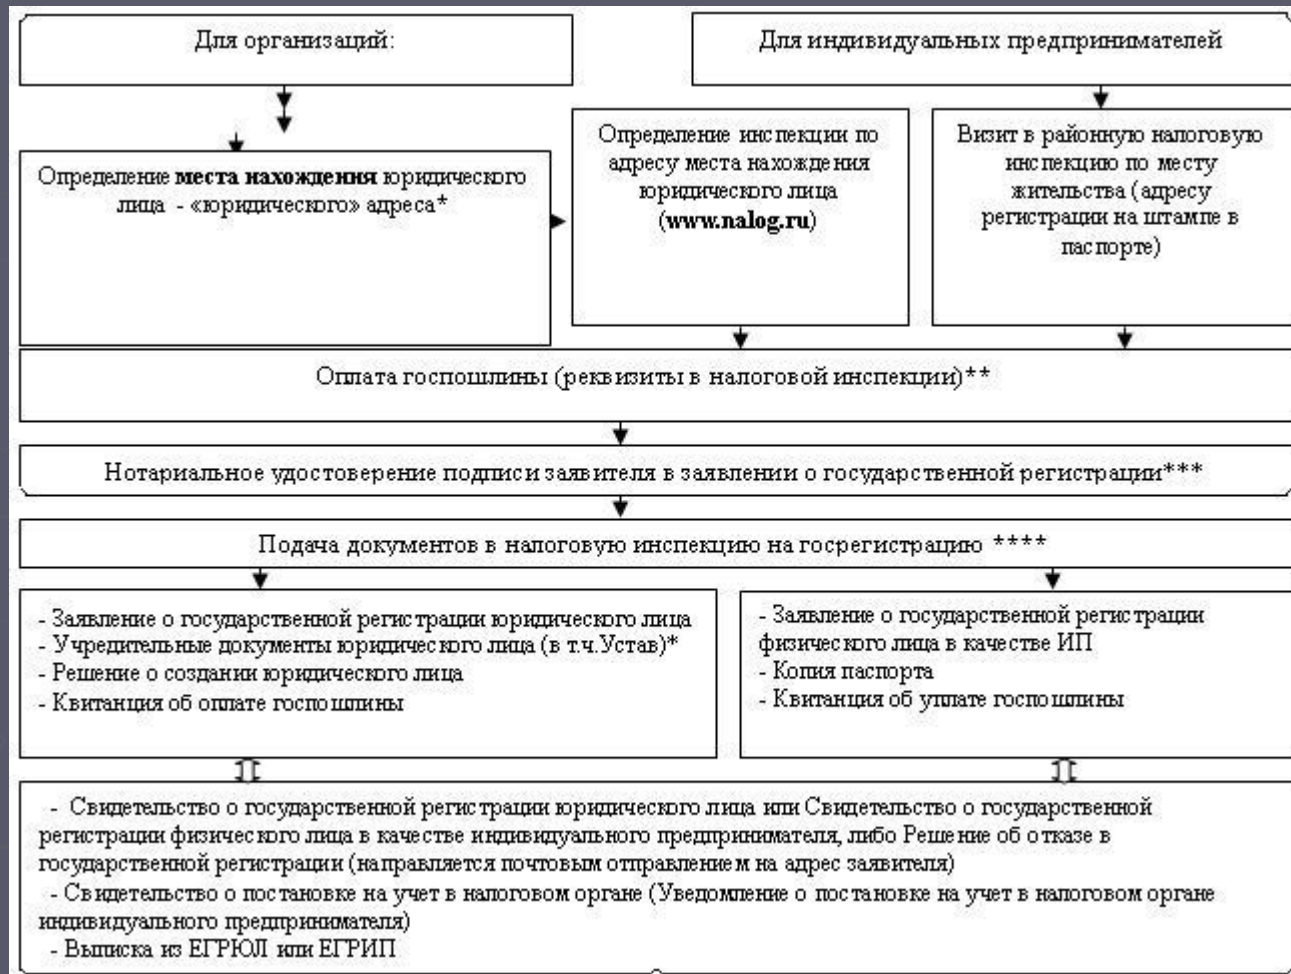 Для организаций:
Для индивидуальных предпринимателей
Определение места нахождения юридического
лица - «юридического» адреса*
Определение инспекции по
адресу места нахождения
юридического лица
(www.nalog.ru)
Визит в районную налоговую
инспекцию по месту
жительства (адресу
регистрации на штампе в
паспорте)
Оплата госпошлины (реквизиты в налоговой инспекции)**
Нотариальное удостоверение подписи заявителя в заявлении о государственной регистрации***
Подача документов в налоговую инспекцию на госрегистрацию ****
- Заявление о государственной регистрации юридического лица
- Учредительные документы юридического лица (в т.ч.Устав)*
- Решение о создании юридического лица
- Квитанция об оплате госпошлины
- Заявление о государственной регистрации
физического лица в качестве ИП
- Копия паспорта
- Квитанция об уплате госпошлины
- Свидетельство о государственной регистрации юридического лица или Свидетельство о государственной
регистрации физического лица в качестве индивидуального предпринимателя, либо Решение об отказе в
государственной регистрации (направляется почтовым отправлением на адрес заявителя)
- Свидетельство о постановке на учет в налоговом органе (Уведомление о постановке на учет в налоговом органе
индивидуального предпринимателя)
- Выписка из ЕГРЮЛ или ЕГРИП